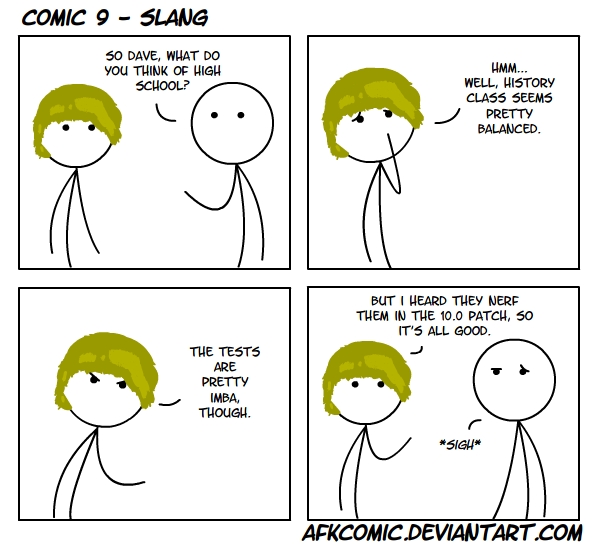 COMIC 9 - SLANG
SO DAVE, WHAT DO
YOU THINK OF HIGH
SCHOOL?
HMM...
WELL, HISTORY
CLASS SEEMS
PRETTY
BALANCED.
THE TESTS
ARE
PRETTY
IMBA,
THOUGH.
BUT I HEARD THEY NERF
THEM IN THE 10.0 PATCH, SO
IT'S ALL GOOD.
*SIGH*
AFKCOMIC.DEVIANTART.COM